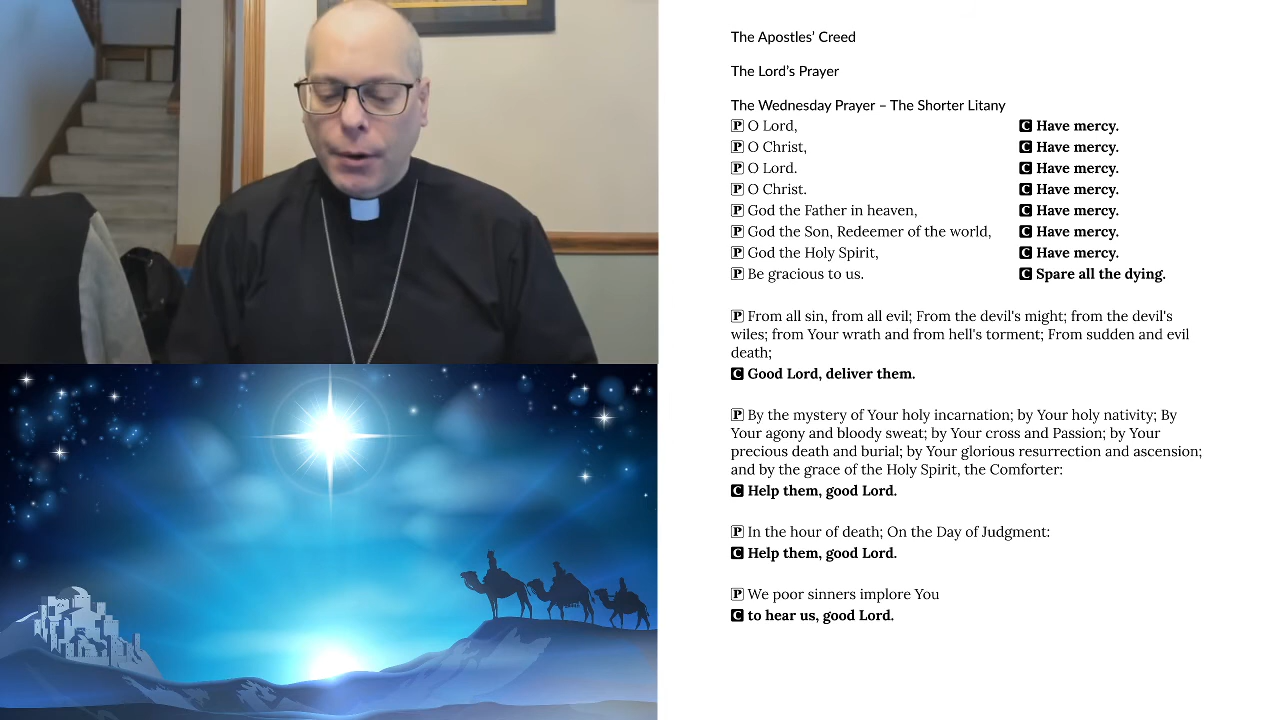 The Apostles’ Creed
The Lord’s Prayer
The Wednesday Prayer – The Shorter Litany
P O Lord, C Have mercy.
P O Christ, C Have mercy.
P O Lord. C Have mercy.
P O Christ. C Have mercy.
P God the Father in heaven, C Have mercy.
P God the Son, Redeemer of the world, C Have mercy.
P God the Holy Spirit, C Have mercy.
P Be gracious to us. C Spare all the dying.
P From all sin, from all evil; From the devil's might; from the devil's
wiles; from Your wrath and from hell's torment; From sudden and evil
death;
C Good Lord, deliver them.
P By the mystery of Your holy incarnation; by Your holy nativity; By
Your agony and bloody sweat; by Your cross and Passion; by Your
precious death and burial; by Your glorious resurrection and ascension;
and by the grace of the Holy Spirit, the Comforter:
C Help them, good Lord.
P In the hour of death; On the Day of Judgment:
C Help them, good Lord.
P We poor sinners implore You
C to hear us, good Lord.